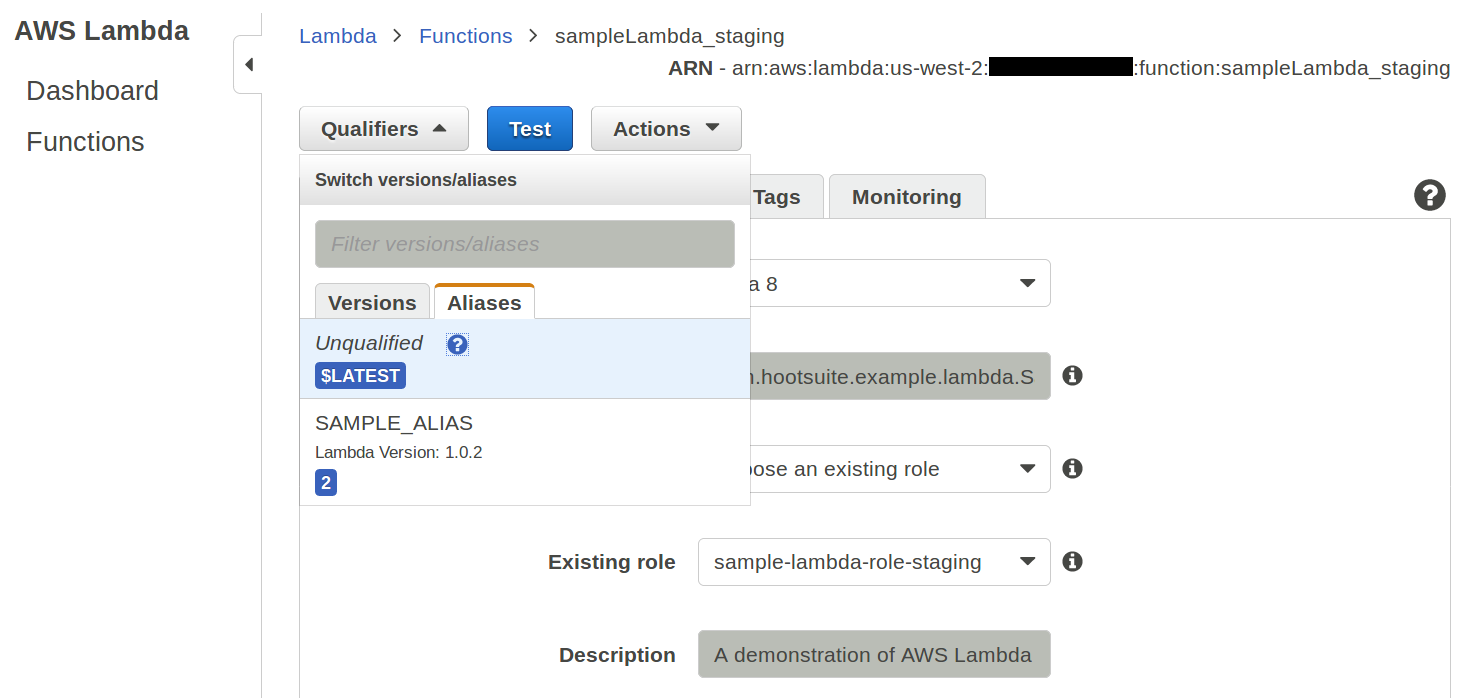 AWS Lambda
Dashboard
Functions
Lambda > Functions > sampleLambda_staging
ARN - arn:aws:lambda:us-west-2: :function:sampleLambda_staging
Qualifiers Test Actions
Switch versions/aliases
Tags Monitoring
Filter versions/aliases
Versions Aliases
a 8
Unqualified
$LATEST
n.hootsuite.example.lambda.S
SAMPLE_ALIAS
Lambda Version: 1.0.2
oose an existing role
2
Existing role sample-lambda-role-staging
Description A demonstration of AWS Lambda